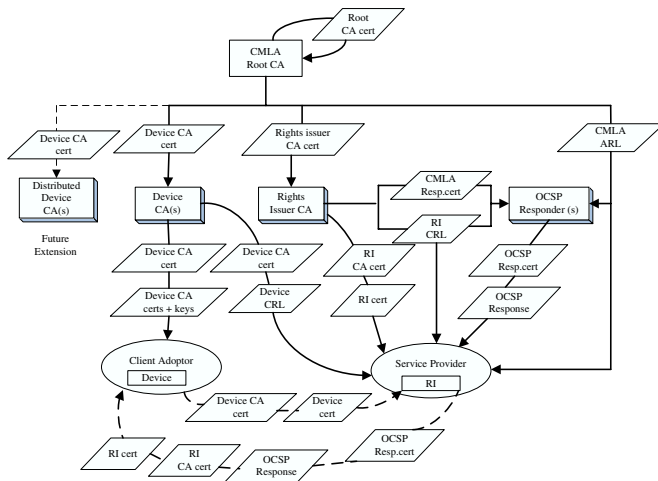 Root
CA cert
CMLA
Root CA
Device CA
cert
Device CA
cert
Rights issuer
CA cert
CMLA
ARL
Distributed
Device
CA(s)
Future
Extension
Device
CA(s)
Rights
Issuer CA
CMLA
Resp.cert
RI
CRL
OCSP
Responder (s)
Device CA
cert
Device CA
cert
RI
CA cert
OCSP
Resp.cert
Device CA
certs + keys
Device
CRL
RI cert
OCSP
Response
Client Adoptor
Device
Service Provider
RI
Device CA
cert
Device
cert
RI cert
RI
CA cert
OCSP
Response
OCSP
Resp.cert